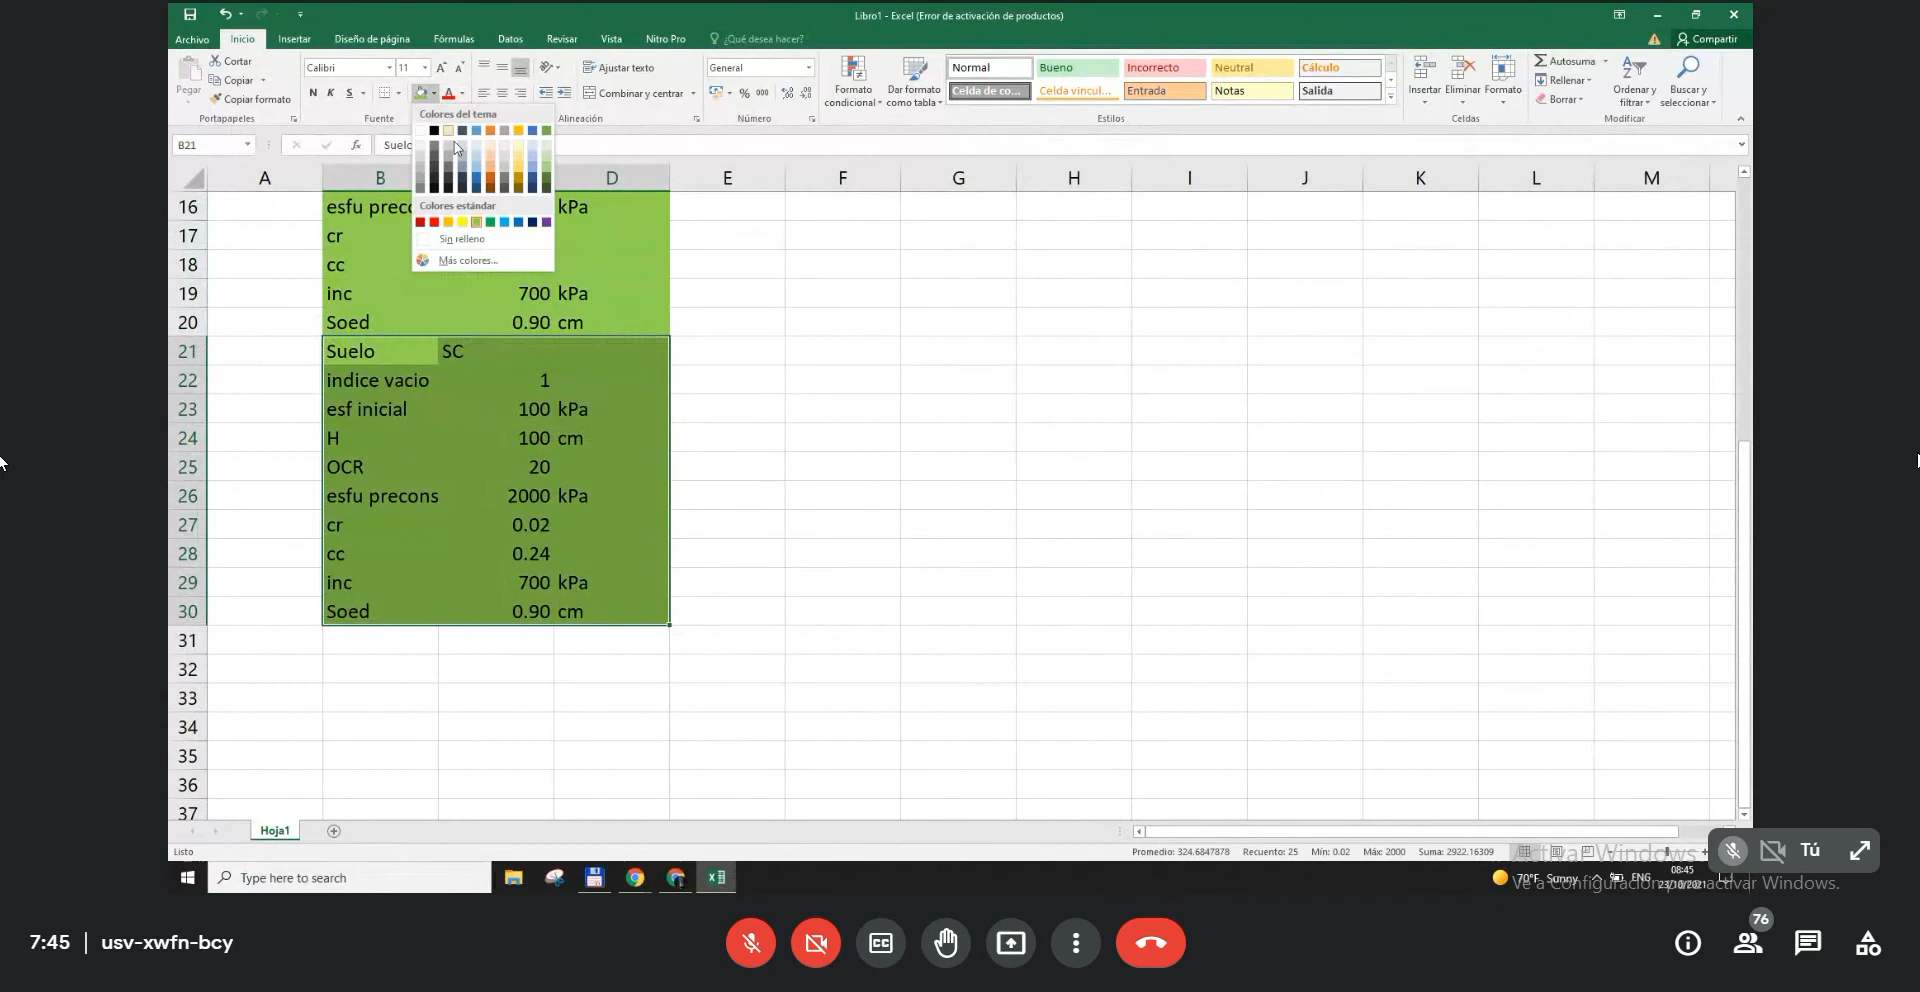 Libro1 - Excel (Error de activación de productos)
Archivo Inicio Insertar Diseño de página Fórmulas Datos Revisar Vista Nitro Pro ¿Qué desea hacer? Compartir
Pegar
Cortar
Copiar
Copiar formato
Portapapeles
Calibri 11
N K S
Fuente
Ajustar texto
Combinar y centrar
Alineación
General
% 000
Número
Formato condicional
Dar formato como tabla
Normal Bueno Incorrecto Neutral Cálculo
Celda de co... Celda vincul... Entrada Notas Salida
Estilos
Insertar Eliminar Formato
Celdas
Autosuma
Rellenar
Borrar
Ordenar y filtrar
Buscar y seleccionar
Modificar
Colores del tema
Colores estándar
Sin relleno
Más colores...
B21 fx
A B D E F G H I J K L M
16 kPa
17 cr
18 cc
19 inc 700 kPa
20 Soed 0.90 cm
21 Suelo SC
22 indice vacio 1
23 esf inicial 100 kPa
24 H 100 cm
25 OCR 20
26 esfu precons 2000 kPa
27 cr 0.02
28 cc 0.24
29 inc 700 kPa
30 Soed 0.90 cm
31
32
33
34
35
36
37
Hoja1
Listo
Promedio: 324.6847878 Recuento: 25 Mín: 0.02 Máx: 2000 Suma: 2922.16309
Activar Windows
Ve a Configuración para activar Windows.
Tú
Type here to search
70°F Sunny ENG 08:45
23/10/2021
7:45 usv-xwfn-bcy
76